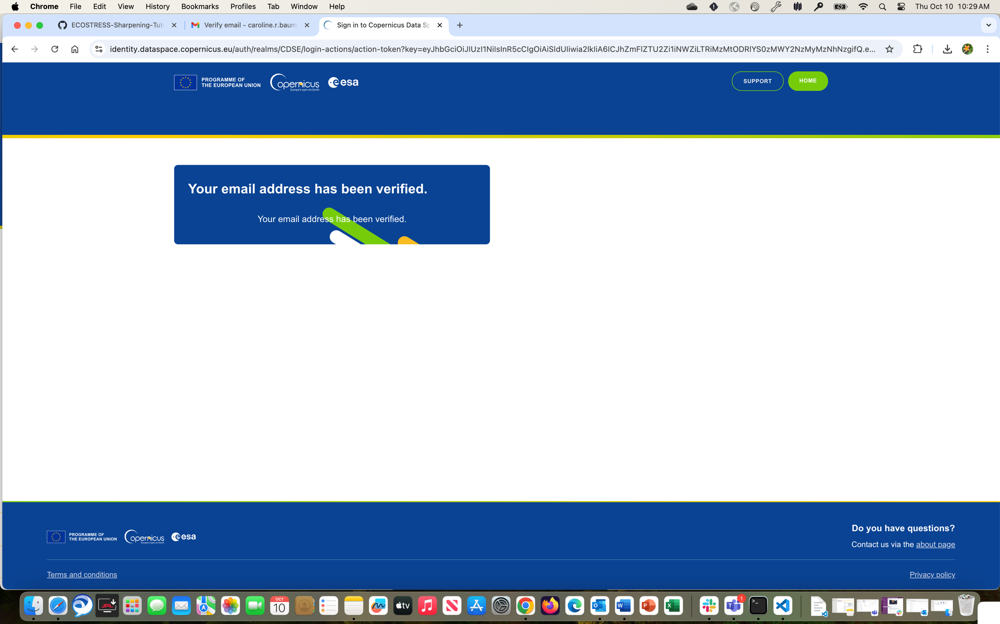 Chrome File Edit View History Bookmarks Profiles Tab Window Help Thu Oct 10 10:29 AM
ECOSTRESS-Sharpening-Tut Verify email - caroline.r.baum Sign in to Copernicus Data Sp
identity.dataspace.copernicus.eu/auth/realms/CDSE/login-actions/action-token?key=eyJhbGciOiJIUzI1NiIsInR5cCIgOiAiSldUIiwia2lkIiA6ICJhZmFlZTU2Zi1iNWZiLTRiMzMtODRlYS0zMWY2NzMyMzNhNzgifQ.e...
PROGRAMME OF
THE EUROPEAN UNION
opernicus
Europe's eyes on Earth
esa
SUPPORT
HOME
Your email address has been verified.
Your email address has been verified.
PROGRAMME OF
THE EUROPEAN UNION
opernicus
Europe's eyes on Earth
esa
Do you have questions?
Contact us via the about page
Terms and conditions
Privacy policy
JPL
OCT
10
tv
O
W
P
X
T
1
>_